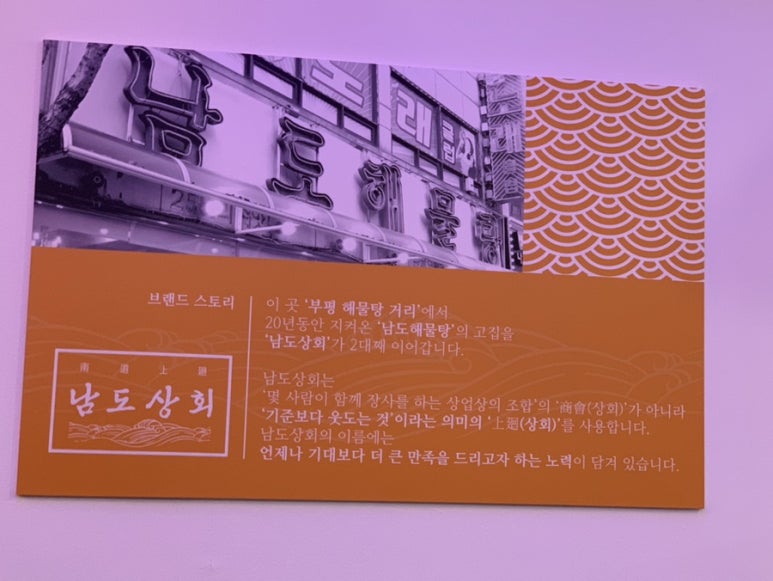 남도해물탕
노래
브랜드 스토리
南道上廻
남도상회
이 곳 '부평 해물탕 거리'에서
20년동안 지켜온 '남도해물탕'의 고집을
'남도상회'가 2대째 이어갑니다.
남도상회는
'몇 사람이 함께 장사를 하는 상업상의 조합'의 '商會(상회)'가 아니라
'기준보다 웃도는 것'이라는 의미의 '上廻(상회)'를 사용합니다.
남도상회의 이름에는
언제나 기대보다 더 큰 만족을 드리고자 하는 노력이 담겨 있습니다.